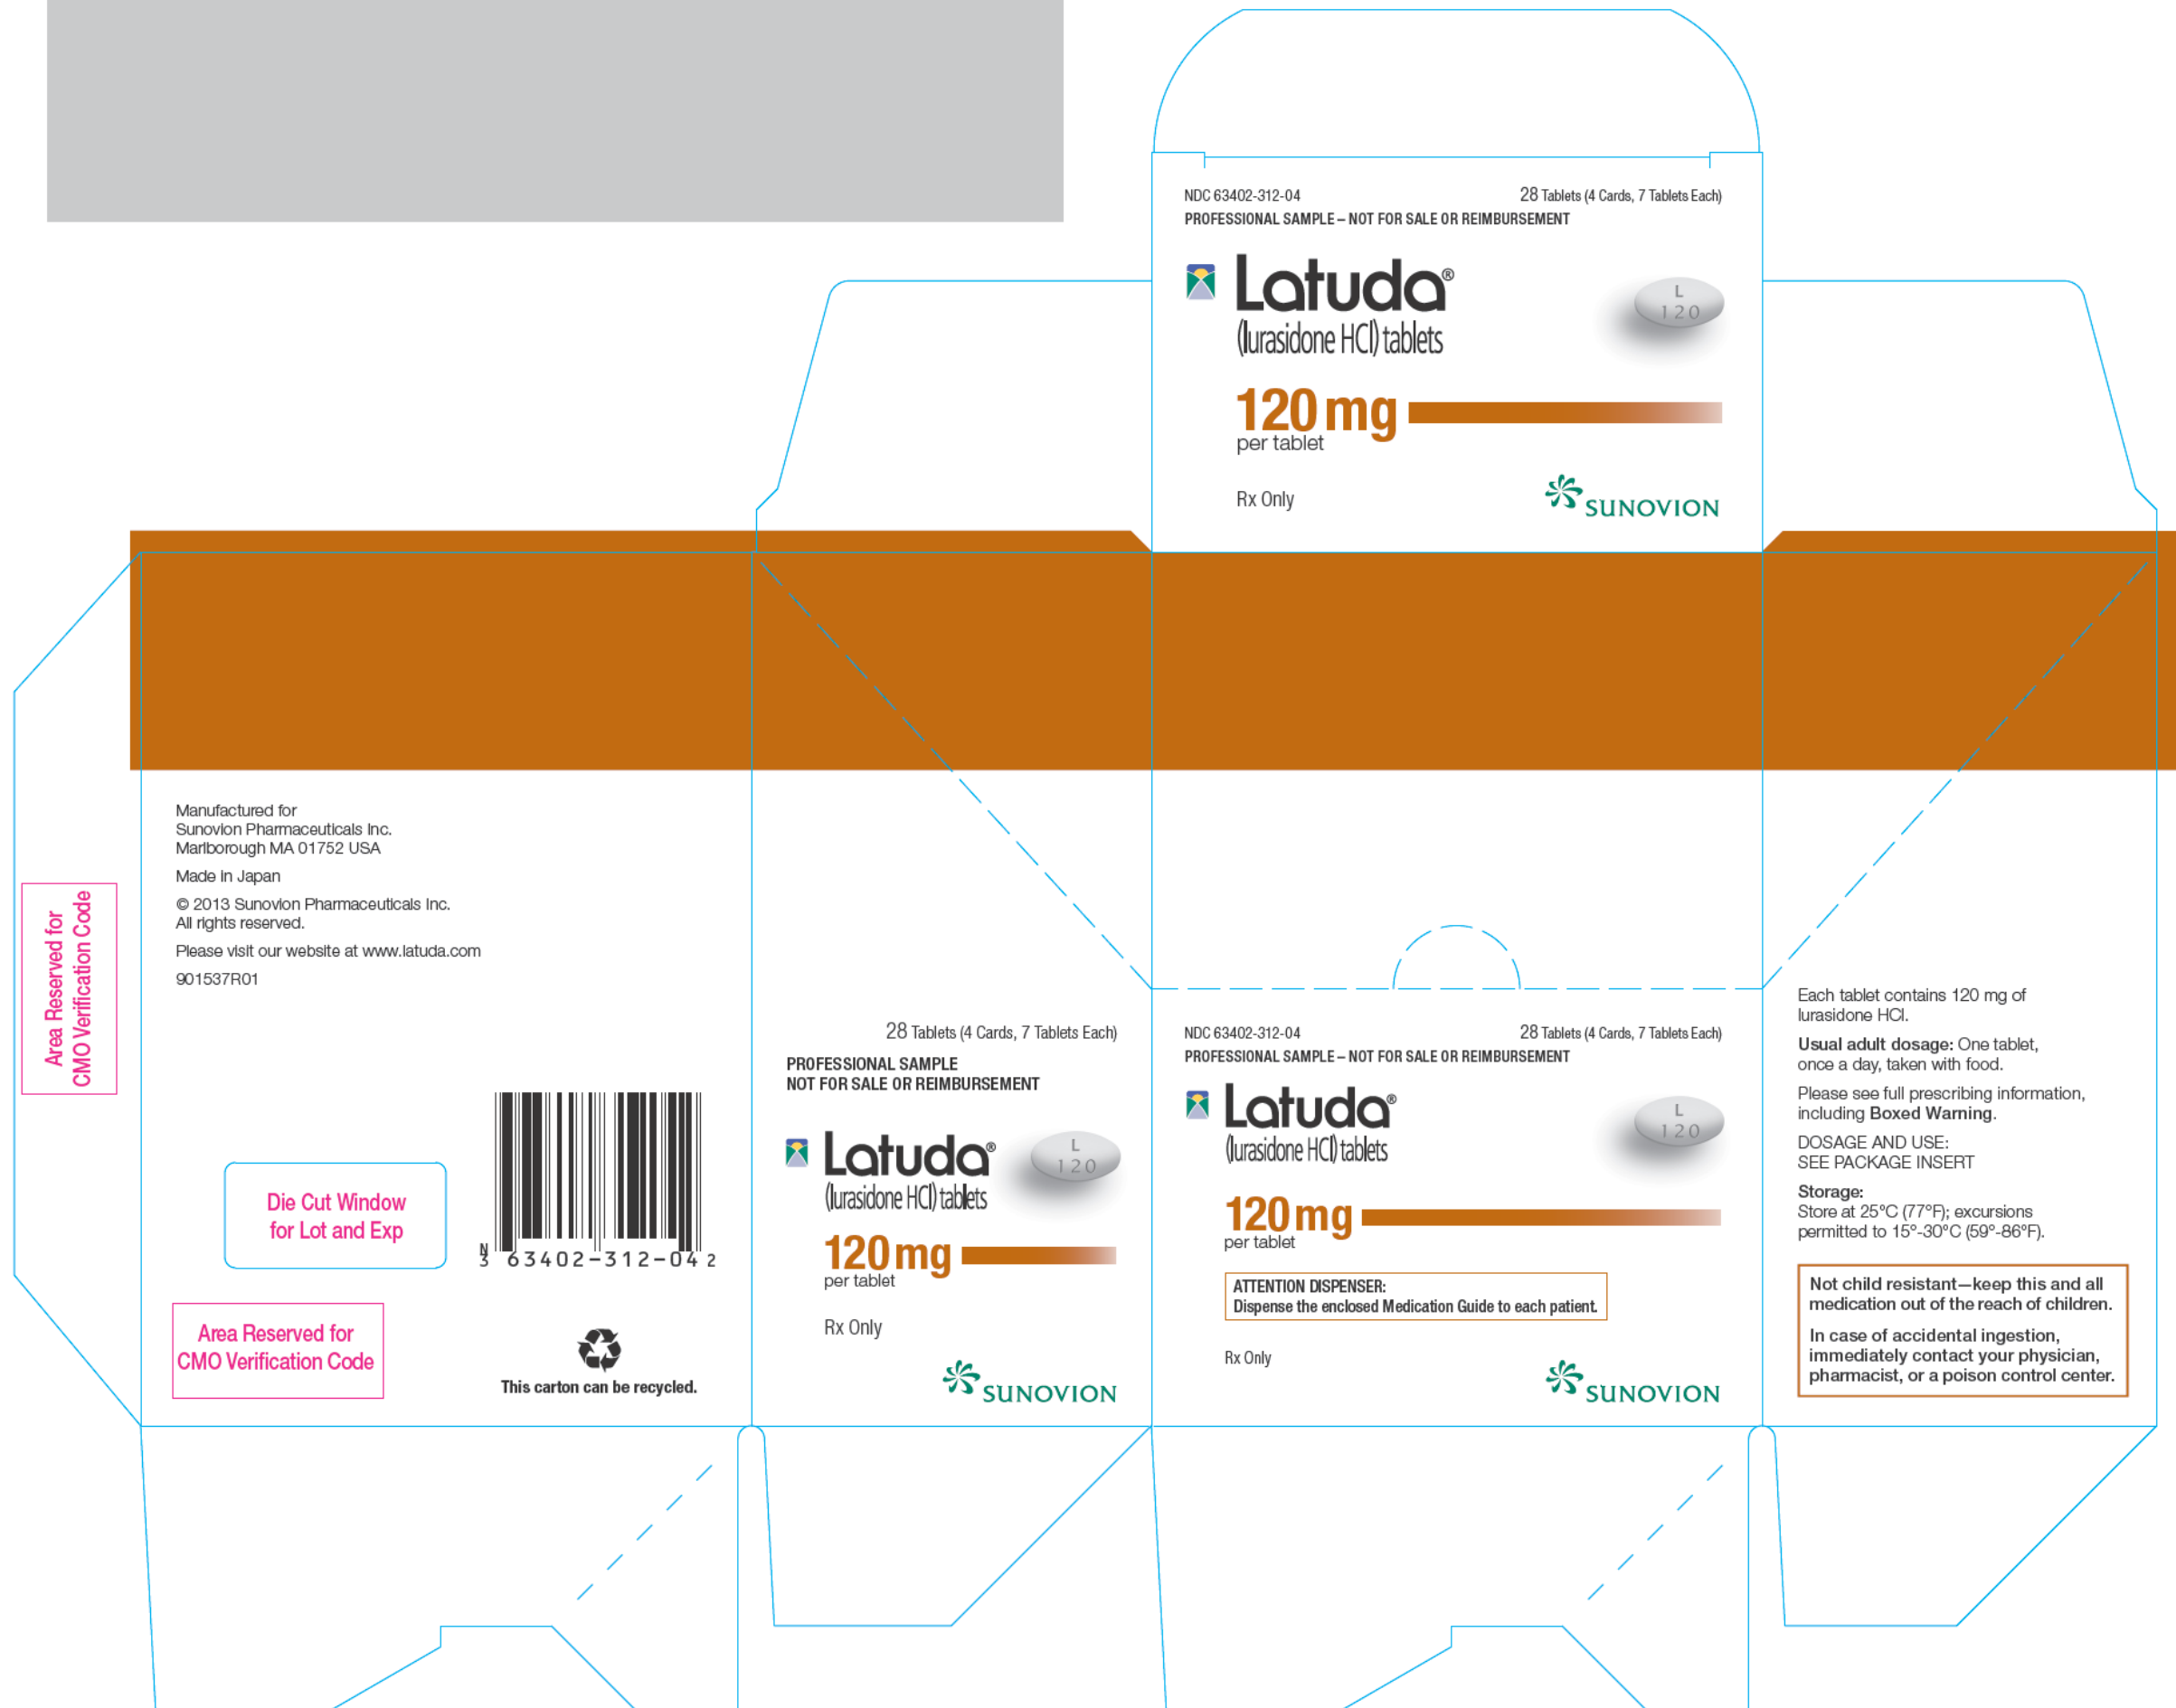 NDC 63402-312-04 28 Tablets (4 Cards, 7 Tablets Each)
PROFESSIONAL SAMPLE – NOT FOR SALE OR REIMBURSEMENT
Latuda®
(lurasidone HCl) tablets
L
120
120 mg
per tablet
Rx Only
SUNOVION
Area Reserved for
CMO Verification Code
Manufactured for
Sunovion Pharmaceuticals Inc.
Marlborough MA 01752 USA
Made in Japan
© 2013 Sunovion Pharmaceuticals Inc.
All rights reserved.
Please visit our website at www.latuda.com
901537R01
Die Cut Window
for Lot and Exp
N
3 63402-312-04 2
Area Reserved for
CMO Verification Code
This carton can be recycled.
28 Tablets (4 Cards, 7 Tablets Each)
PROFESSIONAL SAMPLE
NOT FOR SALE OR REIMBURSEMENT
Latuda®
(lurasidone HCl) tablets
L
120
120 mg
per tablet
Rx Only
SUNOVION
NDC 63402-312-04 28 Tablets (4 Cards, 7 Tablets Each)
PROFESSIONAL SAMPLE – NOT FOR SALE OR REIMBURSEMENT
Latuda®
(lurasidone HCl) tablets
L
120
120 mg
per tablet
ATTENTION DISPENSER:
Dispense the enclosed Medication Guide to each patient.
Rx Only
SUNOVION
Each tablet contains 120 mg of
lurasidone HCl.
Usual adult dosage: One tablet,
once a day, taken with food.
Please see full prescribing information,
including Boxed Warning.
DOSAGE AND USE:
SEE PACKAGE INSERT
Storage:
Store at 25°C (77°F); excursions
permitted to 15°-30°C (59°-86°F).
Not child resistant—keep this and all
medication out of the reach of children.
In case of accidental ingestion,
immediately contact your physician,
pharmacist, or a poison control center.